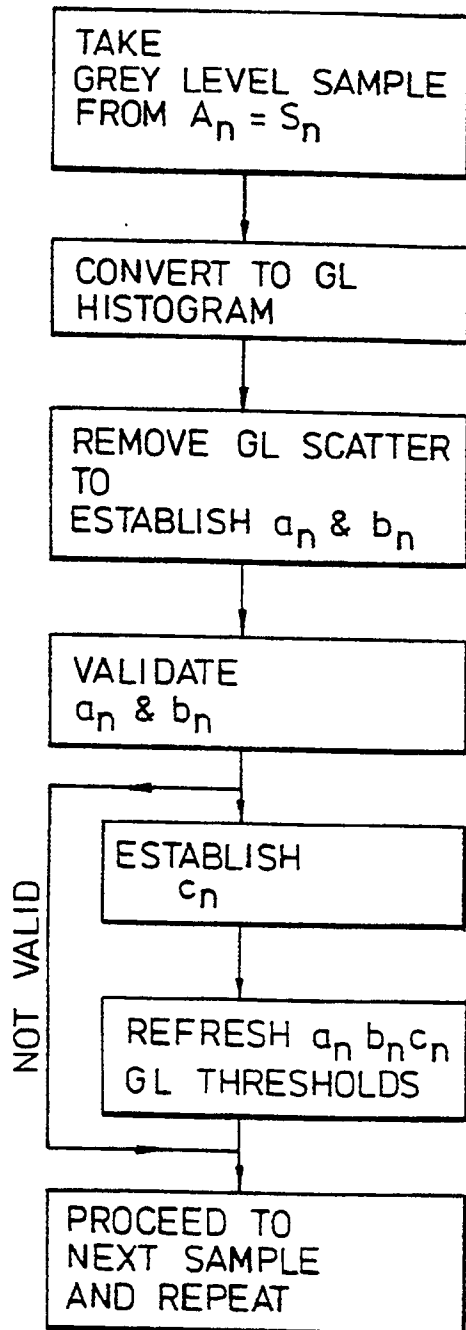 TAKE
GREY LEVEL SAMPLE
FROM Aₙ = Sₙ
CONVERT TO GL
HISTOGRAM
REMOVE GL SCATTER
TO
ESTABLISH aₙ & bₙ
VALIDATE
aₙ & bₙ
NOT VALID
ESTABLISH
cₙ
REFRESH aₙ bₙ cₙ
GL THRESHOLDS
PROCEED TO
NEXT SAMPLE
AND REPEAT